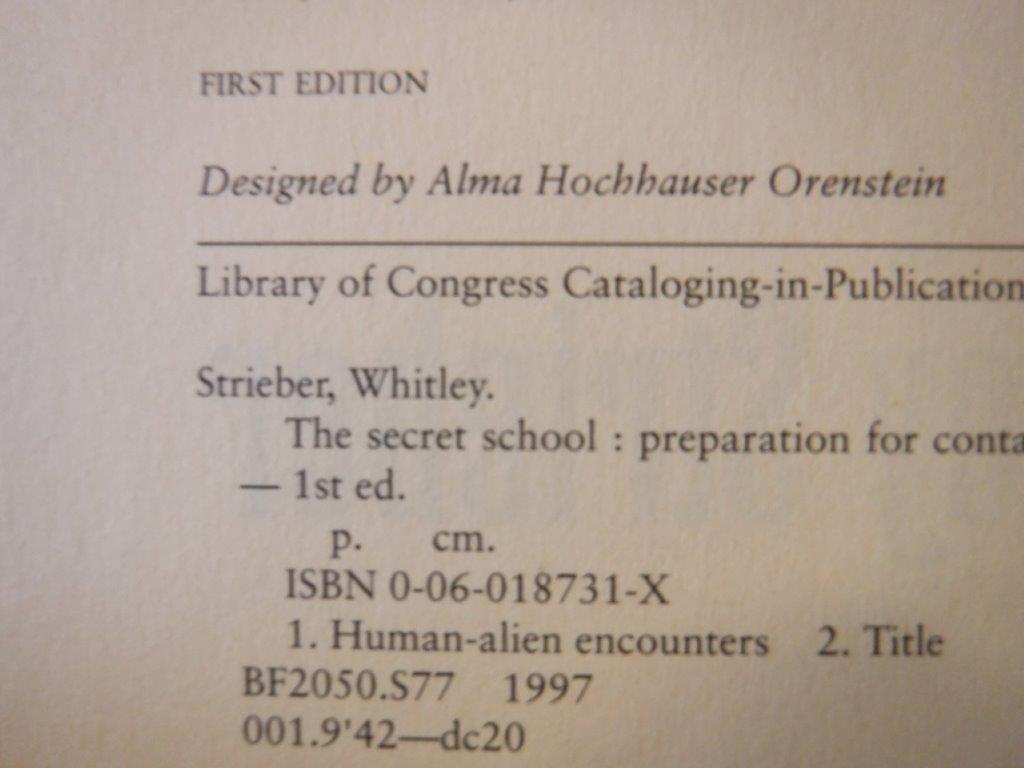 FIRST EDITION
Designed by Alma Hochhauser Orenstein
Library of Congress Cataloging-in-Publication
Strieber, Whitley.
The secret school : preparation for conta
— 1st ed.
p. cm.
ISBN 0-06-018731-X
1. Human-alien encounters 2. Title
BF2050.S77 1997
001.9'42—dc20